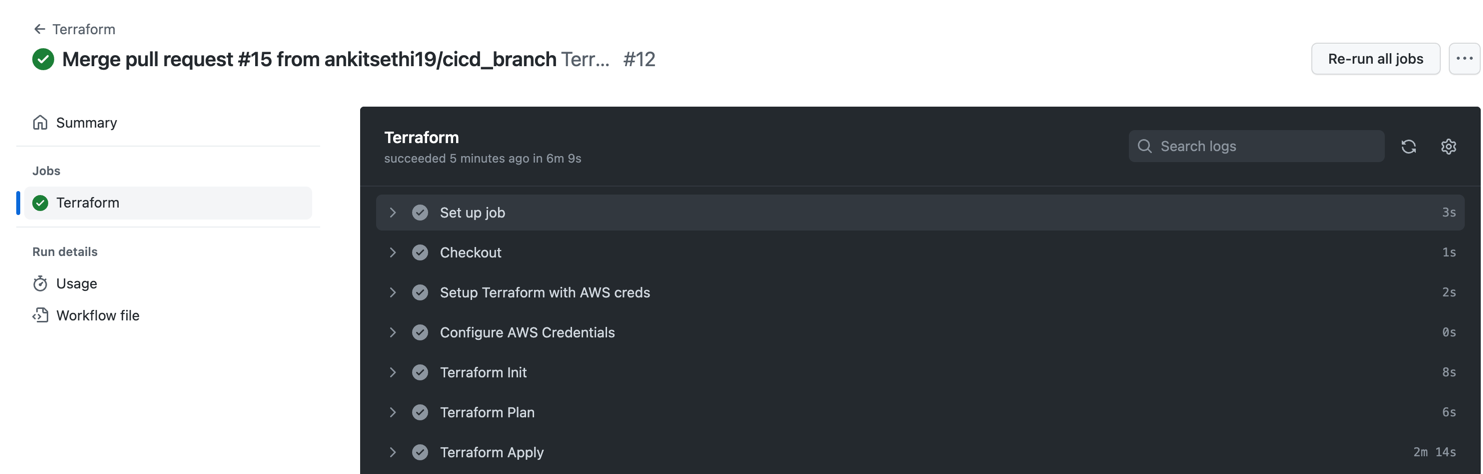 Terraform
Merge pull request #15 from ankitsethi19/cicd_branch Terr... #12
Re-run all jobs
Summary
Jobs
Terraform
Run details
Usage
Workflow file
Terraform
succeeded 5 minutes ago in 6m 9s
Search logs
Set up job 3s
Checkout 1s
Setup Terraform with AWS creds 2s
Configure AWS Credentials 0s
Terraform Init 8s
Terraform Plan 6s
Terraform Apply 2m 14s